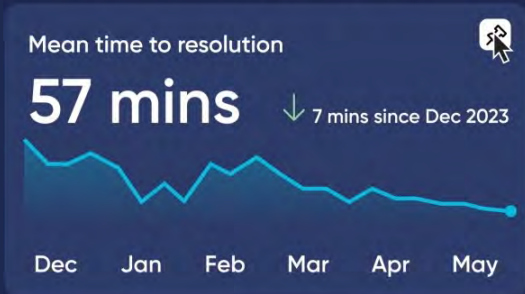 Mean time to resolution
57 mins
7 mins since Dec 2023
Dec Jan Feb Mar Apr May